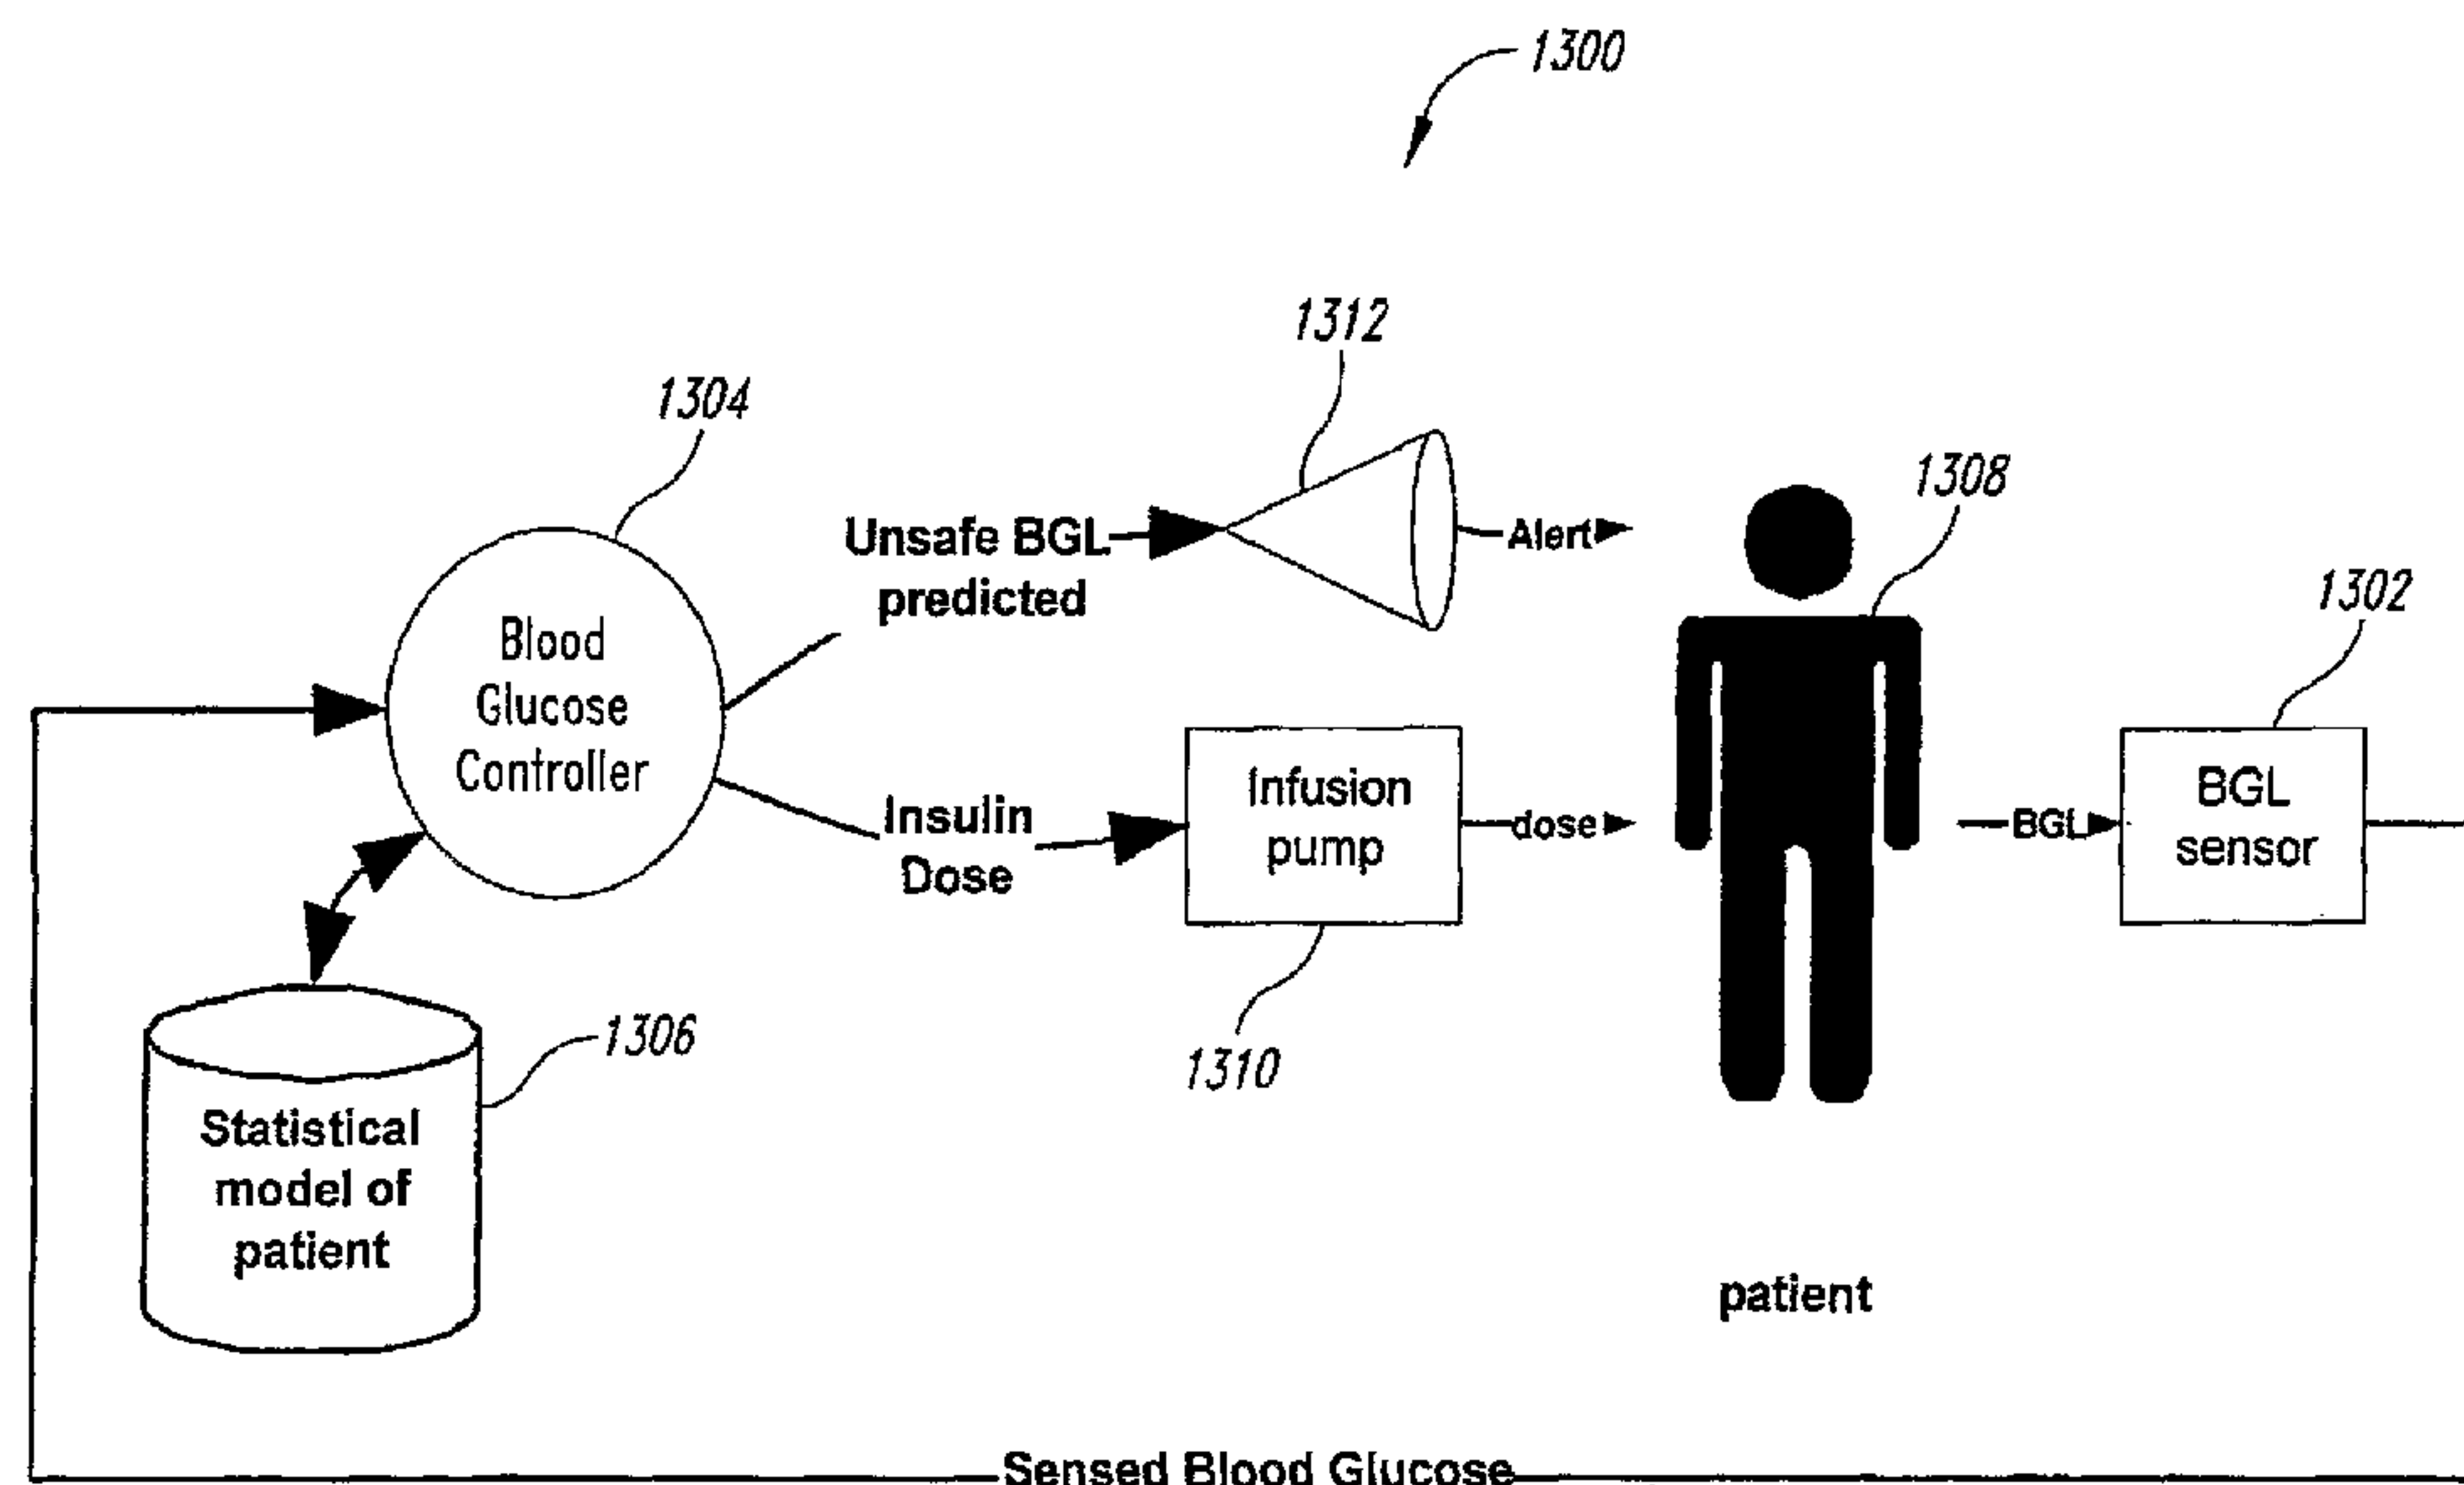 1300
1312
1304
1308
Unsafe BGL
predicted
Alert
1302
Blood
Glucose
Controller
Insulin
Dose
Infusion
pump
dose
BGL
BGL
sensor
1306
1310
Statistical
model of
patient
patient
Sensed Blood Glucose